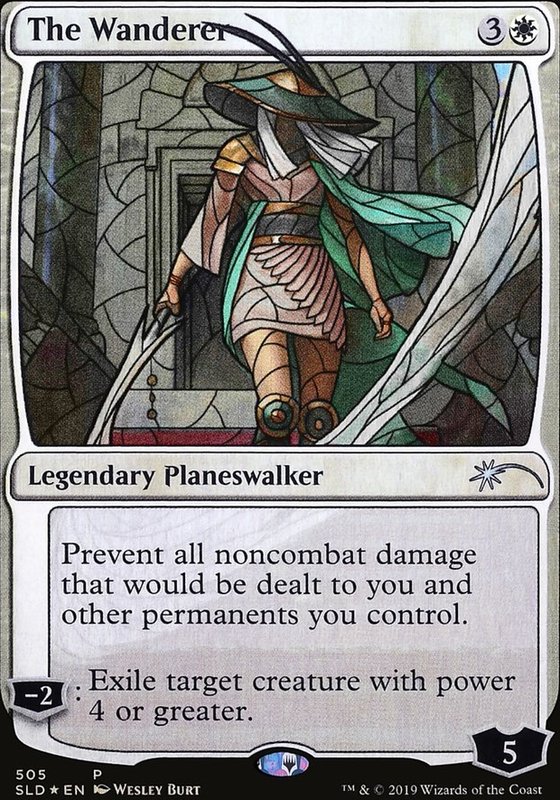 The Wanderer 3
Legendary Planeswalker
Prevent all noncombat damage
that would be dealt to you and
other permanents you control.
-2 : Exile target creature with power
4 or greater.
5
505 P
SLD ★ EN Wesley Burt
™ & © 2019 Wizards of the Coast